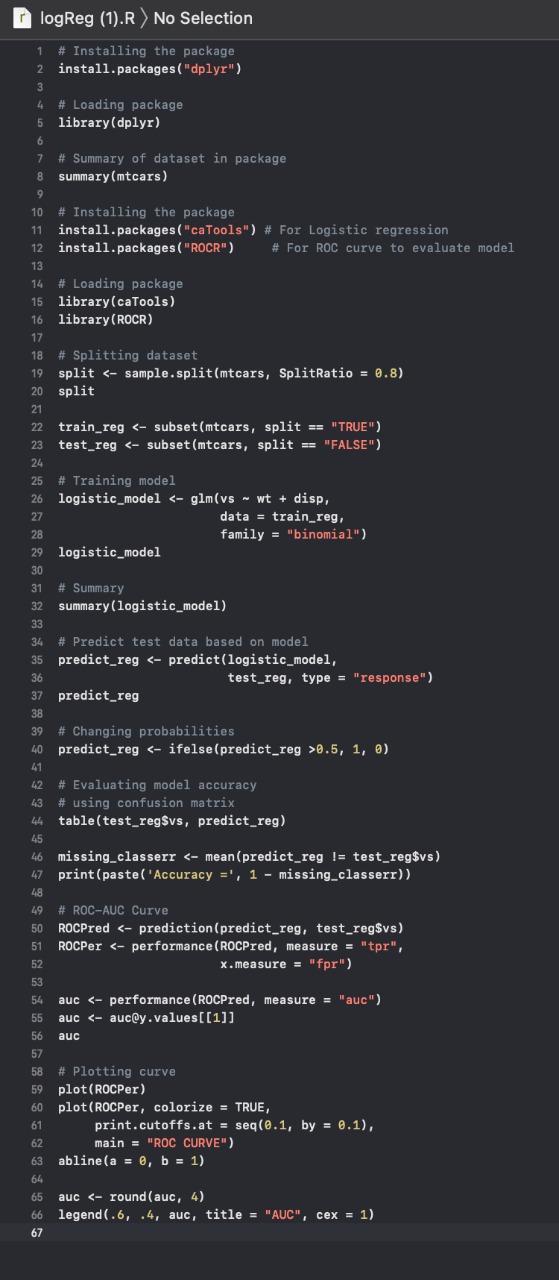 r logReg (1).R 〉 No Selection
1 # Installing the package
2 install.packages("dplyr")
3
4 # Loading package
5 library(dplyr)
6
7 # Summary of dataset in package
8 summary(mtcars)
9
10 # Installing the package
11 install.packages("caTools") # For Logistic regression
12 install.packages("ROCR")     # For ROC curve to evaluate model
13
14 # Loading package
15 library(caTools)
16 library(ROCR)
17
18 # Splitting dataset
19 split <- sample.split(mtcars, SplitRatio = 0.8)
20 split
21
22 train_reg <- subset(mtcars, split == "TRUE")
23 test_reg <- subset(mtcars, split == "FALSE")
24
25 # Training model
26 logistic_model <- glm(vs ~ wt + disp,
27                      data = train_reg,
28                      family = "binomial")
29 logistic_model
30
31 # Summary
32 summary(logistic_model)
33
34 # Predict test data based on model
35 predict_reg <- predict(logistic_model,
36                       test_reg, type = "response")
37 predict_reg
38
39 # Changing probabilities
40 predict_reg <- ifelse(predict_reg >0.5, 1, 0)
41
42 # Evaluating model accuracy
43 # using confusion matrix
44 table(test_reg$vs, predict_reg)
45
46 missing_classerr <- mean(predict_reg != test_reg$vs)
47 print(paste('Accuracy =', 1 - missing_classerr))
48
49 # ROC-AUC Curve
50 ROCPred <- prediction(predict_reg, test_reg$vs)
51 ROCPer <- performance(ROCPred, measure = "tpr",
52                      x.measure = "fpr")
53
54 auc <- performance(ROCPred, measure = "auc")
55 auc <- auc@y.values[[1]]
56 auc
57
58 # Plotting curve
59 plot(ROCPer)
60 plot(ROCPer, colorize = TRUE,
61     print.cutoffs.at = seq(0.1, by = 0.1),
62     main = "ROC CURVE")
63 abline(a = 0, b = 1)
64
65 auc <- round(auc, 4)
66 legend(.6, .4, auc, title = "AUC", cex = 1)
67